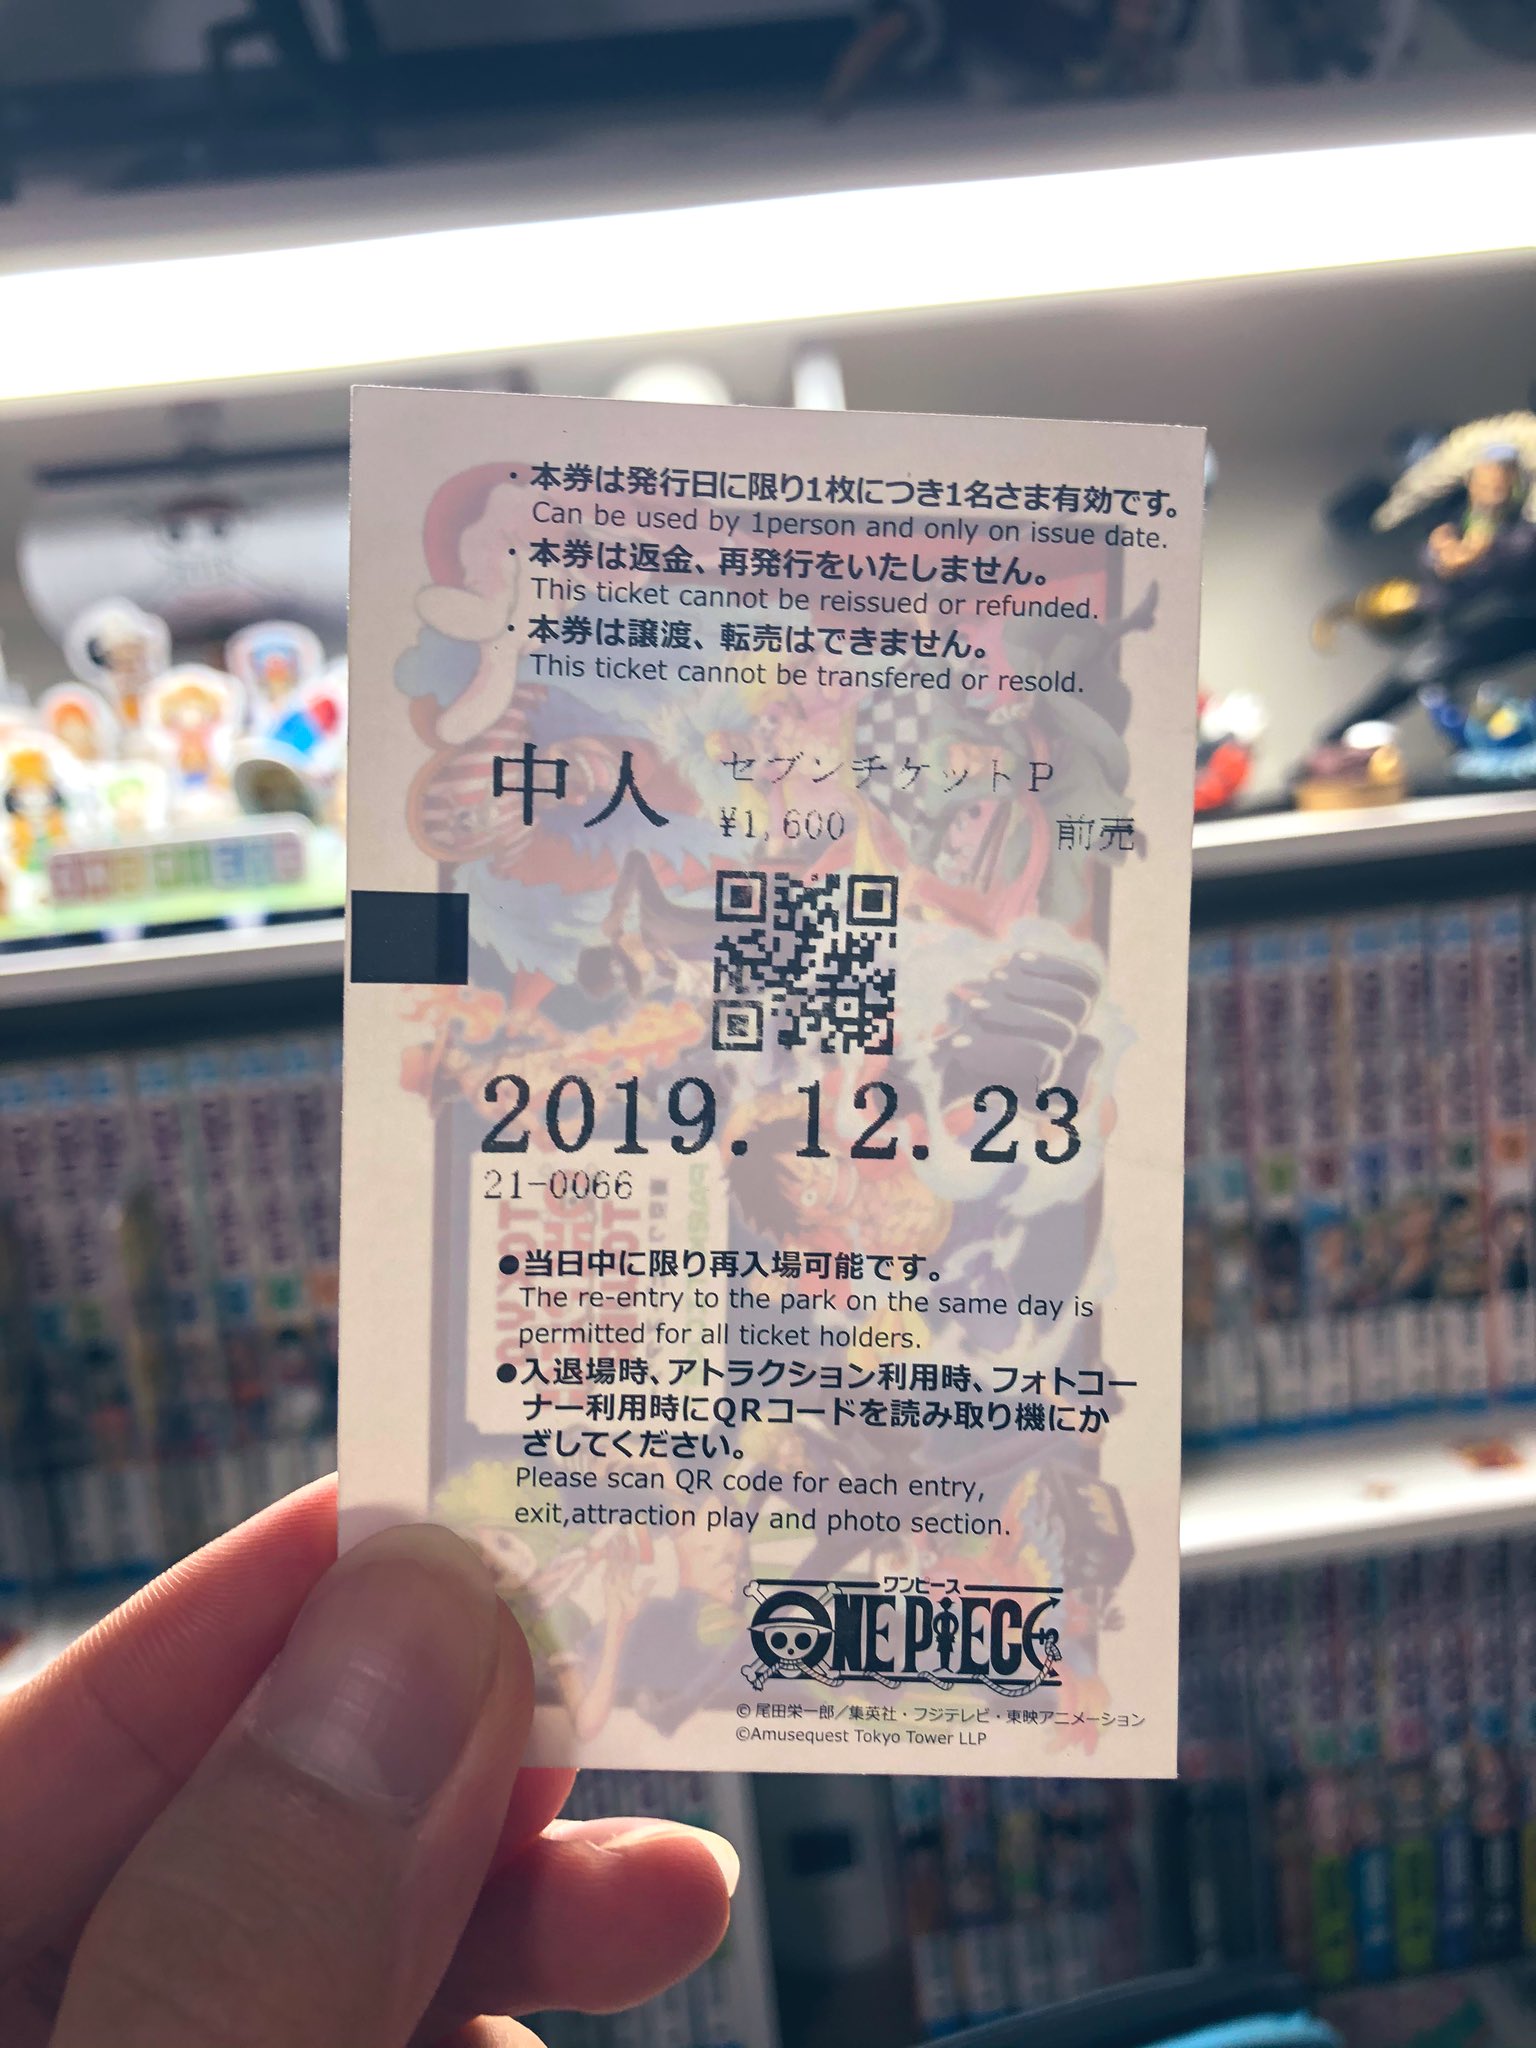 ・本券は発行日に限り1枚につき1名さま有効です。
Can be used by 1person and only on issue date.
・本券は返金、再発行をいたしません。
This ticket cannot be reissued or refunded.
・本券は譲渡、転売はできません。
This ticket cannot be transfered or resold.
中人 セブンチケットP
¥1,600 前売
2019.12.23
21-0066
●当日中に限り再入場可能です。
The re-entry to the park on the same day is
permitted for all ticket holders.
●入退場時、アトラクション利用時、フォトコー
ナー利用時にQRコードを読み取り機にか
ざしてください。
Please scan QR code for each entry,
exit,attraction play and photo section.
ワンピース
ONE PIECE
©尾田栄一郎／集英社・フジテレビ・東映アニメーション
©Amusequest Tokyo Tower LLP